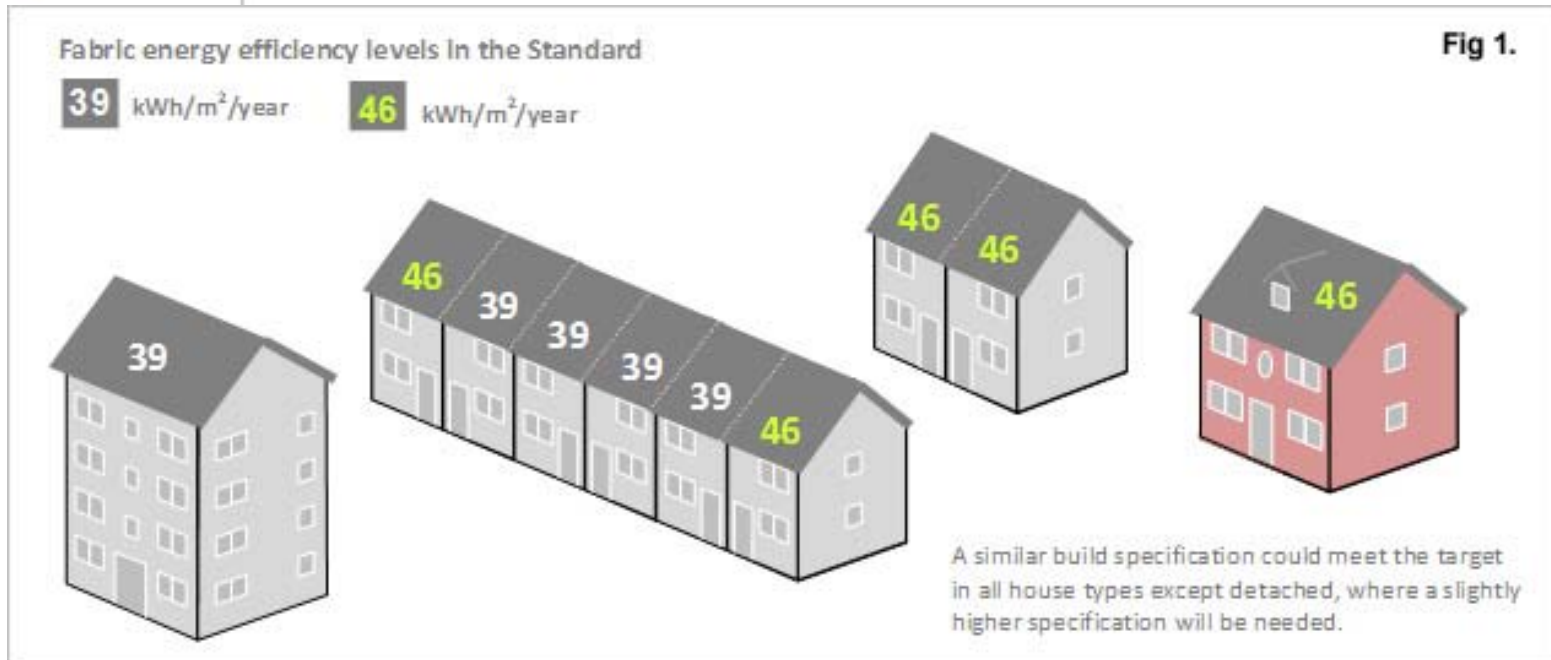 Fabric energy efficiency levels in the Standard
Fig 1.
39 kWh/m²/year 46 kWh/m²/year
39
46
39
39
39
39
46
46
46
46
A similar build specification could meet the target
in all house types except detached, where a slightly
higher specification will be needed.